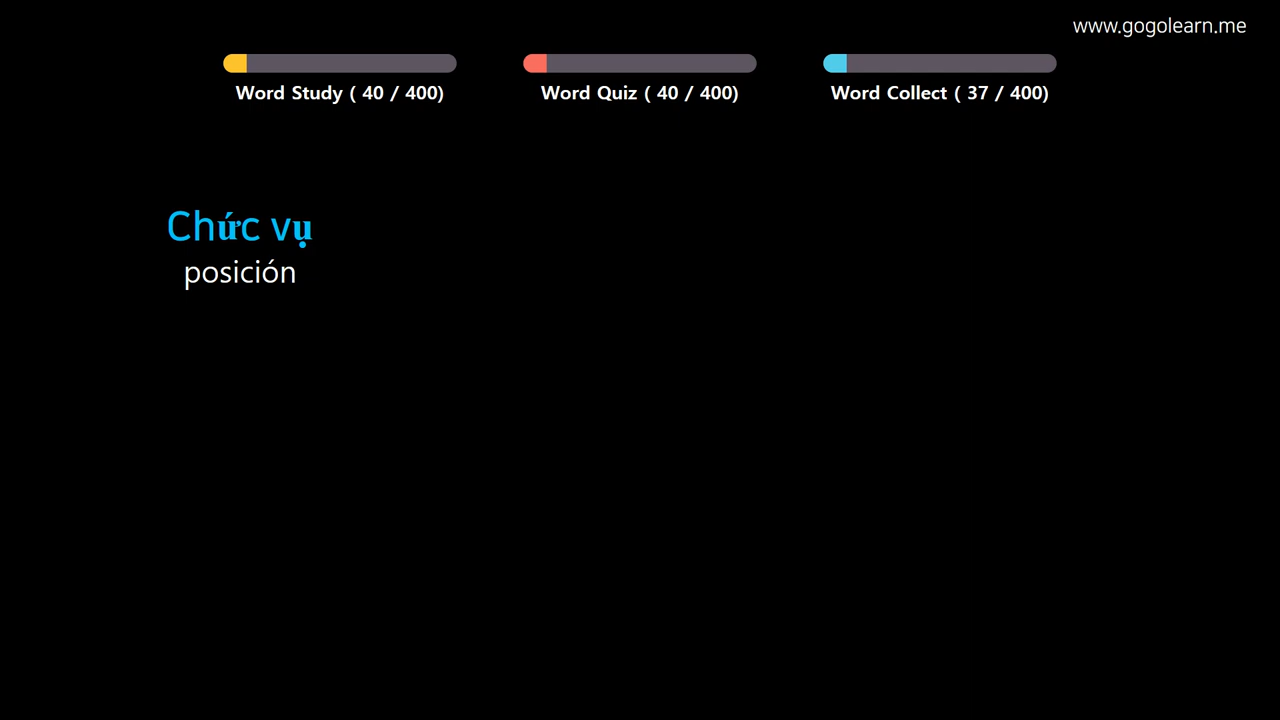 www.gogolearn.me
Word Study ( 40 / 400)
Word Quiz ( 40 / 400)
Word Collect ( 37 / 400)
Chức vụ
posición